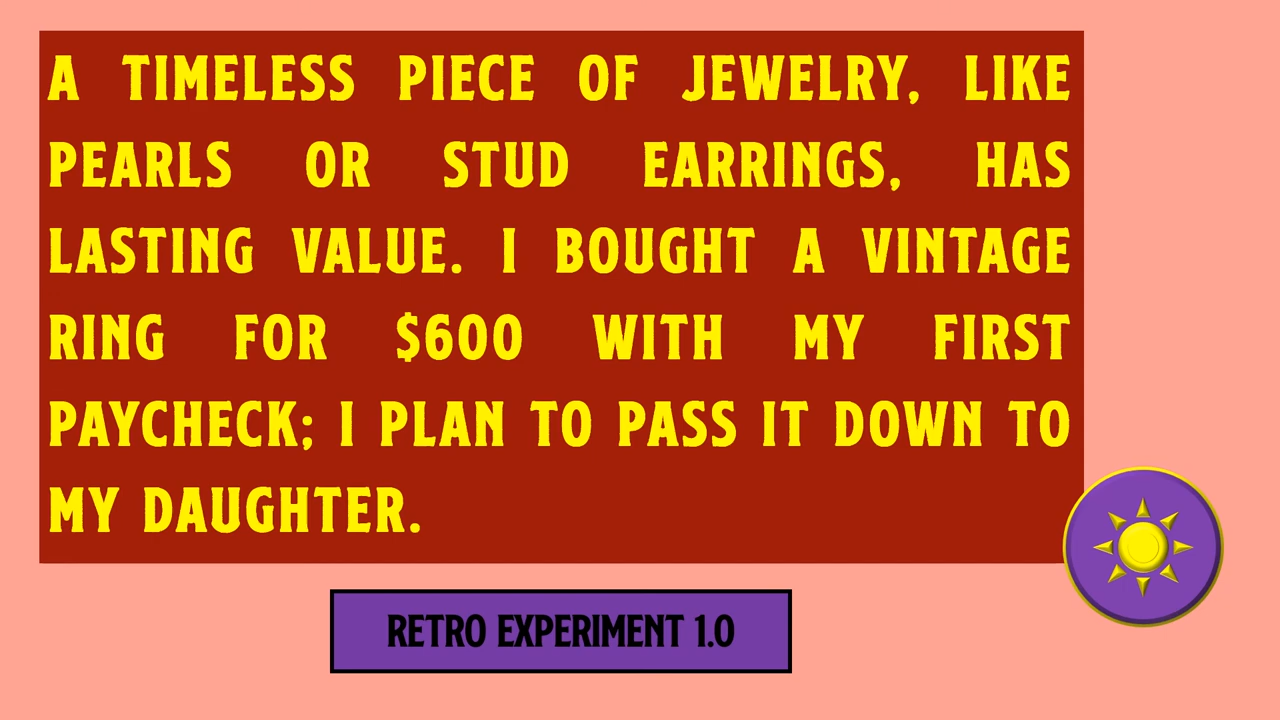 A TIMELESS PIECE OF JEWELRY, LIKE
PEARLS OR STUD EARRINGS, HAS
LASTING VALUE. I BOUGHT A VINTAGE
RING FOR $600 WITH MY FIRST
PAYCHECK; I PLAN TO PASS IT DOWN TO
MY DAUGHTER.
RETRO EXPERIMENT 1.0